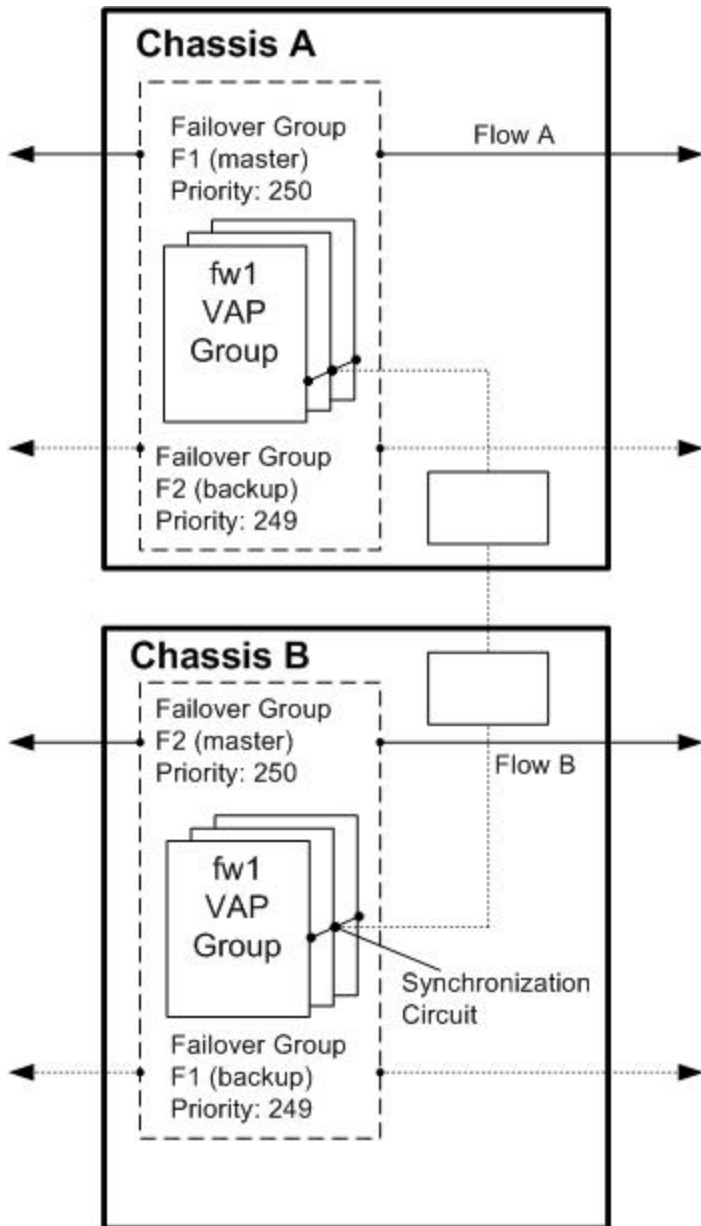 Chassis A
Failover Group
F1 (master)
Priority: 250
Flow A
fw1
VAP
Group
Failover Group
F2 (backup)
Priority: 249
Chassis B
Failover Group
F2 (master)
Priority: 250
Flow B
fw1
VAP
Group
Synchronization
Circuit
Failover Group
F1 (backup)
Priority: 249